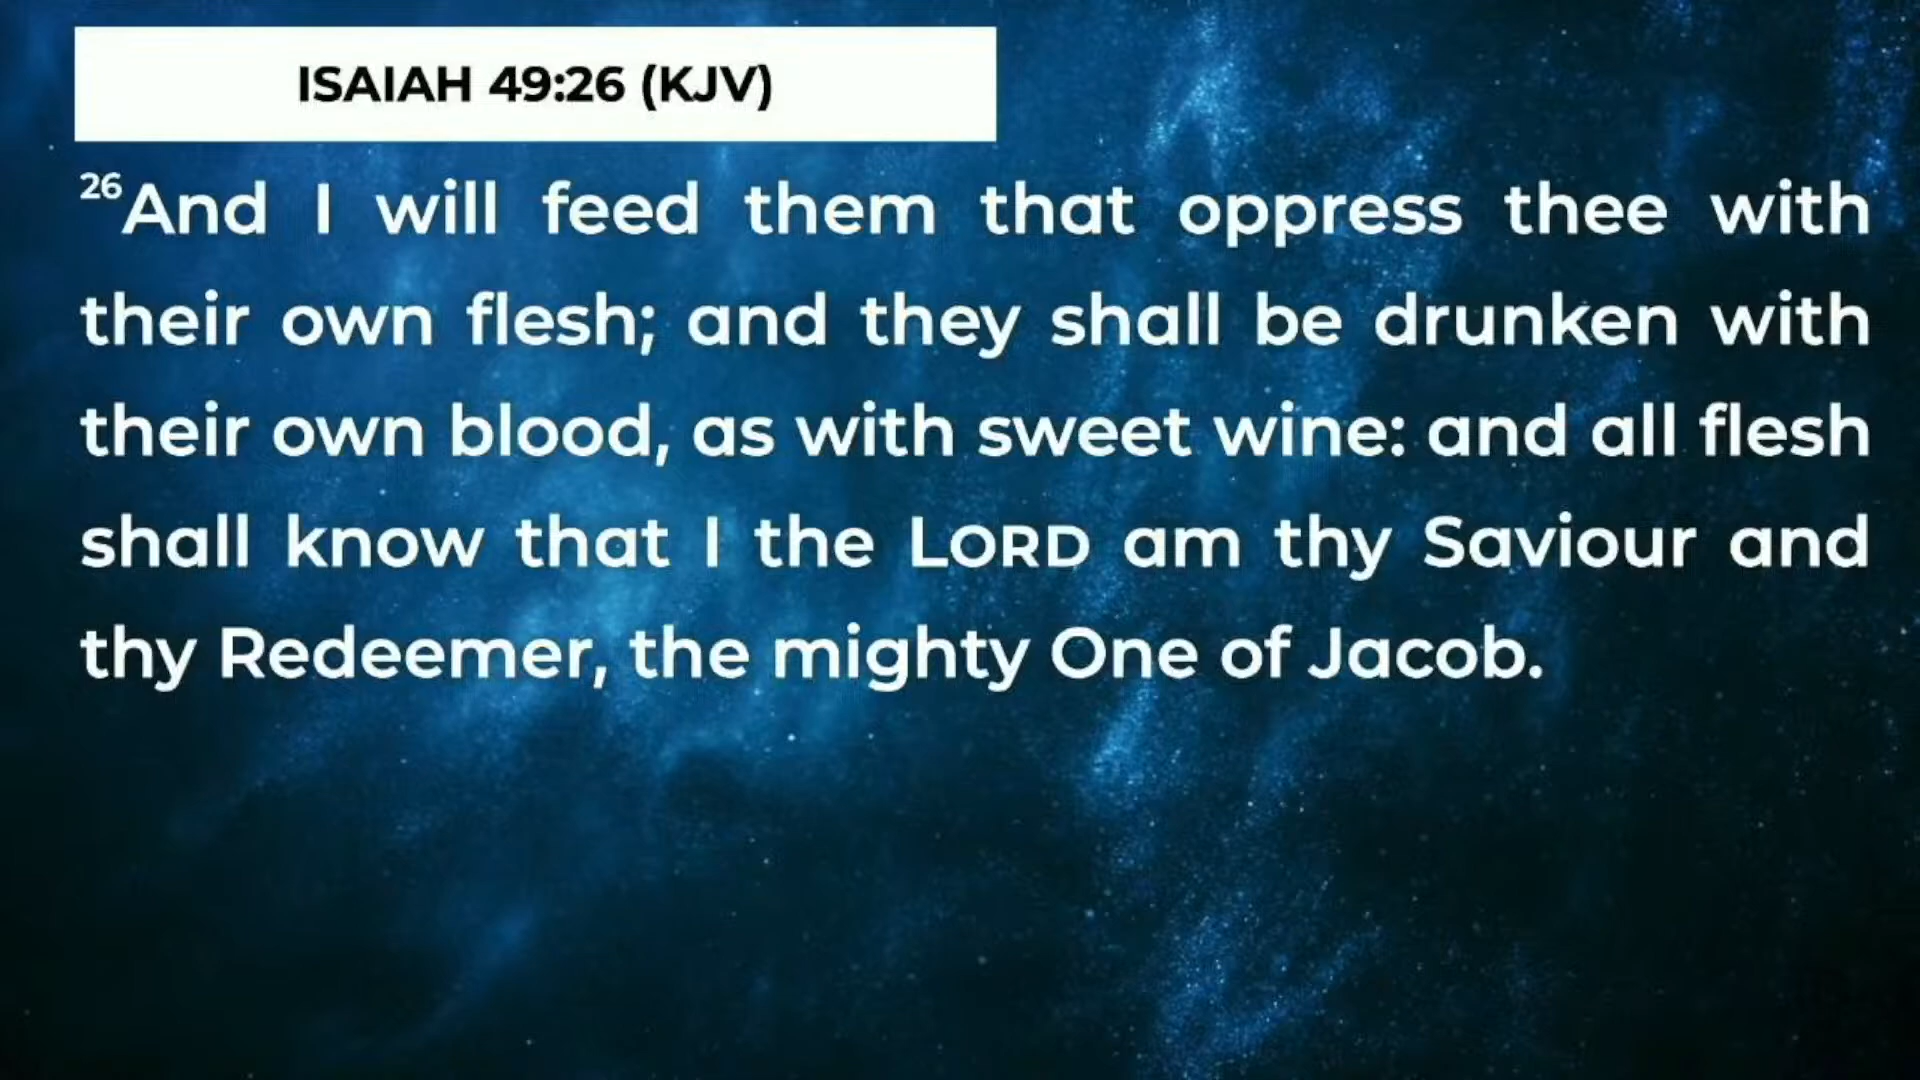 ISAIAH 49:26 (KJV)
26And I will feed them that oppress thee with
their own flesh; and they shall be drunken with
their own blood, as with sweet wine: and all flesh
shall know that I the LORD am thy Saviour and
thy Redeemer, the mighty One of Jacob.